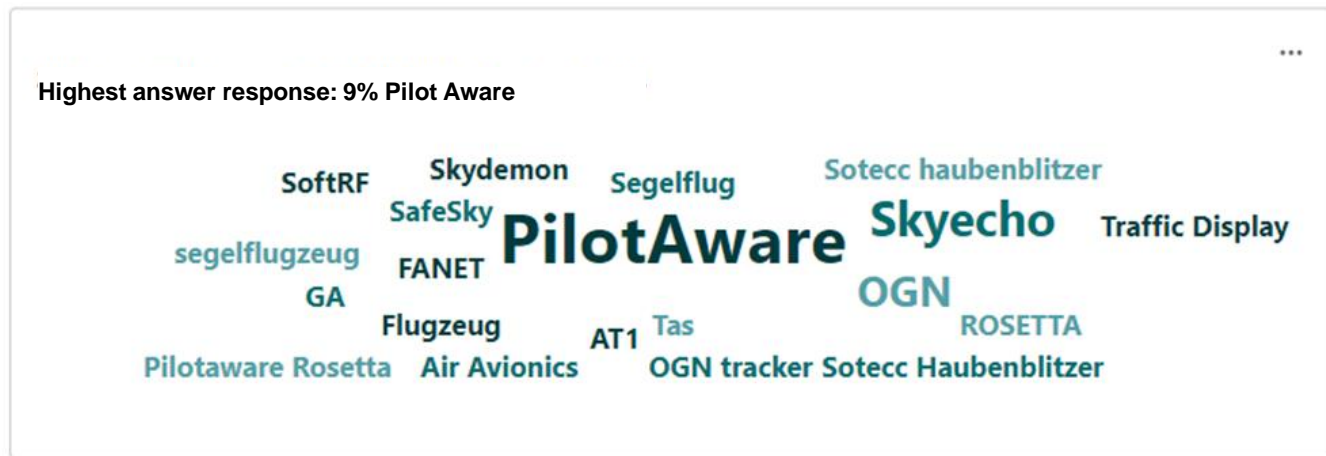 ...
Highest answer response: 9% Pilot Aware
SoftRF
Skydemon
Segelflug
Sotecc haubenblitzer
SafeSky
PilotAware
Skyecho
Traffic Display
segelflugzeug
FANET
GA
OGN
Flugzeug
AT1
Tas
ROSETTA
Pilotaware Rosetta
Air Avionics
OGN tracker Sotecc Haubenblitzer